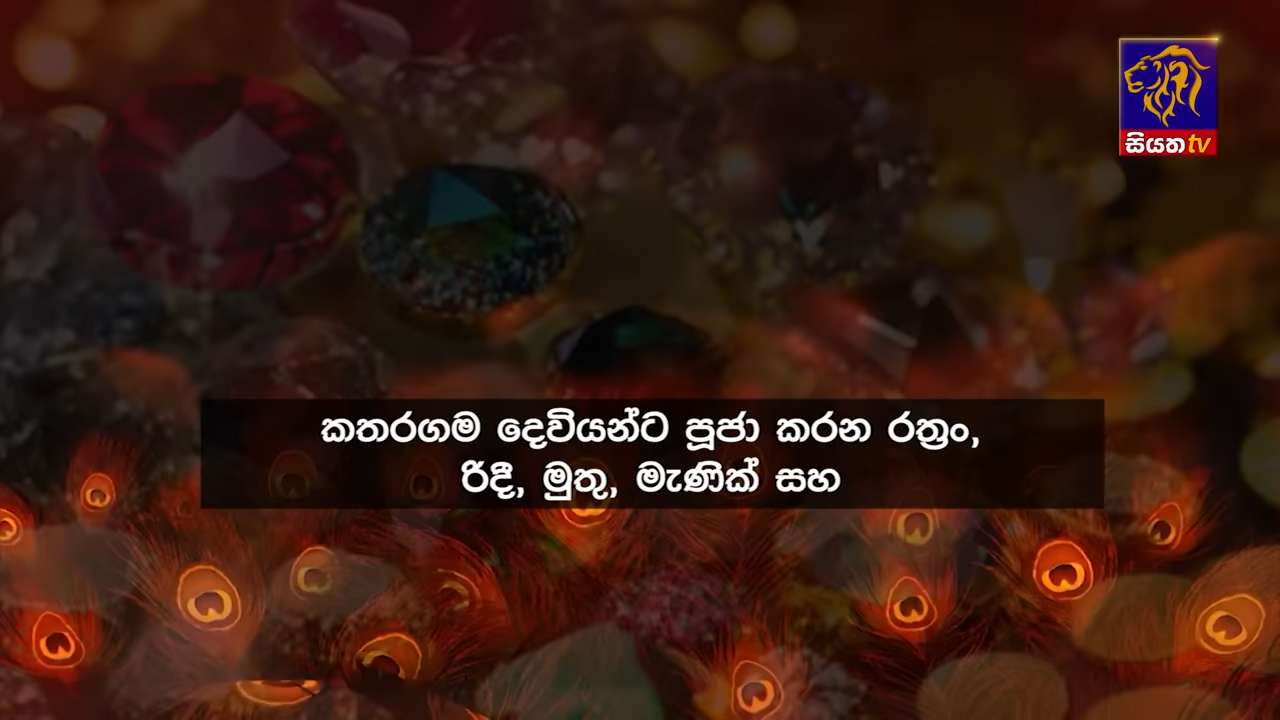 සියත tv
කතරගම දෙවියන්ට පූජා කරන රත්‍රං,
රිදී, මුතු, මැණික් සහ